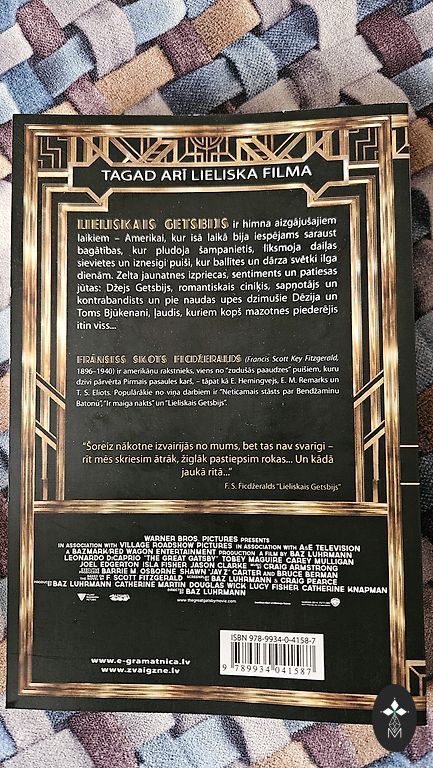 TAGAD ARĪ LIELISKA FILMA
LIELISKAIS GETSBIJS ir himna aizgājušajiem
laikiem – Amerikai, kur īsā laikā bija iespējams saraust
bagātības, kur plūdoja šampanietis, līksmoja daiļas
sievietes un iznesīgi puiši, kur ballītes un dārza svētki ilga
dienām. Zelta jaunatnes izpriecas, sentiments un patiesas
jūtas: Džejs Getsbijs, romantiskais ciniķis, sapņotājs un
kontrabandists un pie naudas upes dzimušie Dēzija un
Toms Bjūkenani, ļaudis, kuriem kopš mazotnes piederējis
itin viss...
FRĀNSISS SKOTS FICDŽERALDS (Francis Scott Key Fitzgerald,
1896–1940) ir amerikāņu rakstnieks, viens no "zudušās paaudzes" puišiem, kuru
dzīvi pārvērta Pirmais pasaules karš, – tāpat kā E. Hemingvejs, E. M. Remarks un
T. S. Eliots. Populārākie no viņa darbiem ir "Neticamais stāsts par Bendžaminu
Batonu", "Ir maiga nakts" un "Lieliskais Getsbijs".
"Šoreiz nākotne izvairījās no mums, bet tas nav svarīgi –
rīt mēs skriesim ātrāk, žiglāk pastiepsim rokas... Un kādā
jaukā rītā..."
F. S. Ficdžeralds "Lieliskais Getsbijs"
WARNER BROS. PICTURES PRESENTS
IN ASSOCIATION WITH VILLAGE ROADSHOW PICTURES IN ASSOCIATION WITH A&E TELEVISION
A BAZMARK/RED WAGON ENTERTAINMENT PRODUCTION A FILM BY BAZ LUHRMANN
LEONARDO DiCAPRIO "THE GREAT GATSBY" TOBEY MAGUIRE CAREY MULLIGAN
JOEL EDGERTON ISLA FISHER JASON CLARKE CRAIG ARMSTRONG
BARRIE M. OSBORNE SHAWN "JAY Z" CARTER AND BRUCE BERMAN
F. SCOTT FITZGERALD BAZ LUHRMANN & CRAIG PEARCE
BAZ LUHRMANN CATHERINE MARTIN DOUGLAS WICK LUCY FISHER CATHERINE KNAPMAN
BAZ LUHRMANN
www.thegreatgatsbymovie.com
ISBN 978-9934-0-4158-7
9 789934 041587
www.e-gramatnica.lv
www.zvaigzne.lv